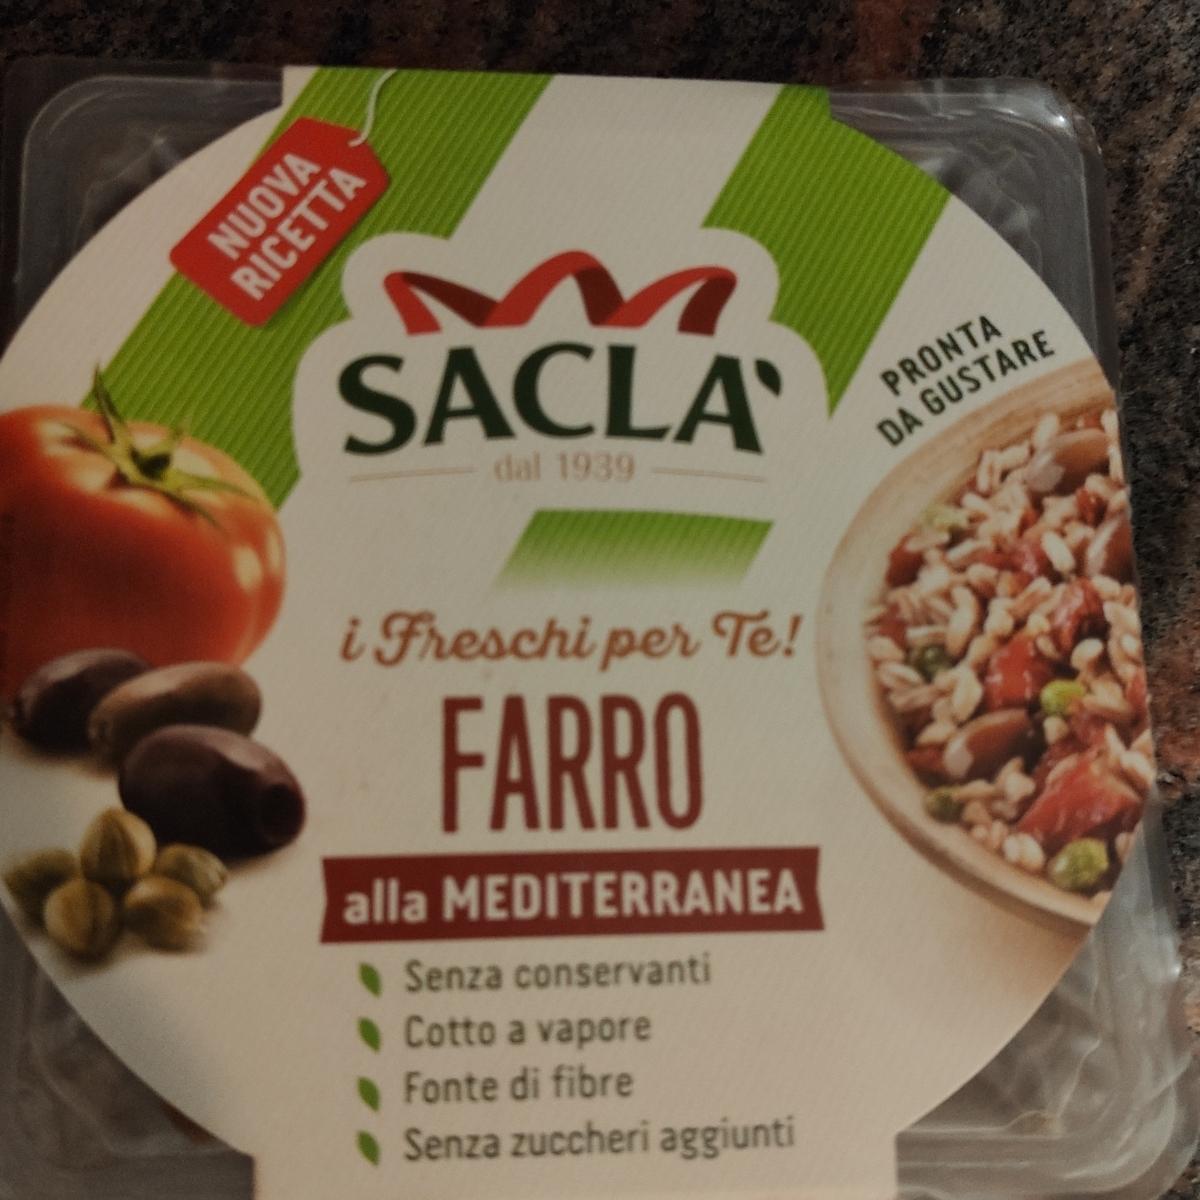 NUOVA
RICETTA
SACLA'
dal 1939
PRONTA
DA GUSTARE
i Freschi per Te!
FARRO
alla MEDITERRANEA
Senza conservanti
Cotto a vapore
Fonte di fibre
Senza zuccheri aggiunti